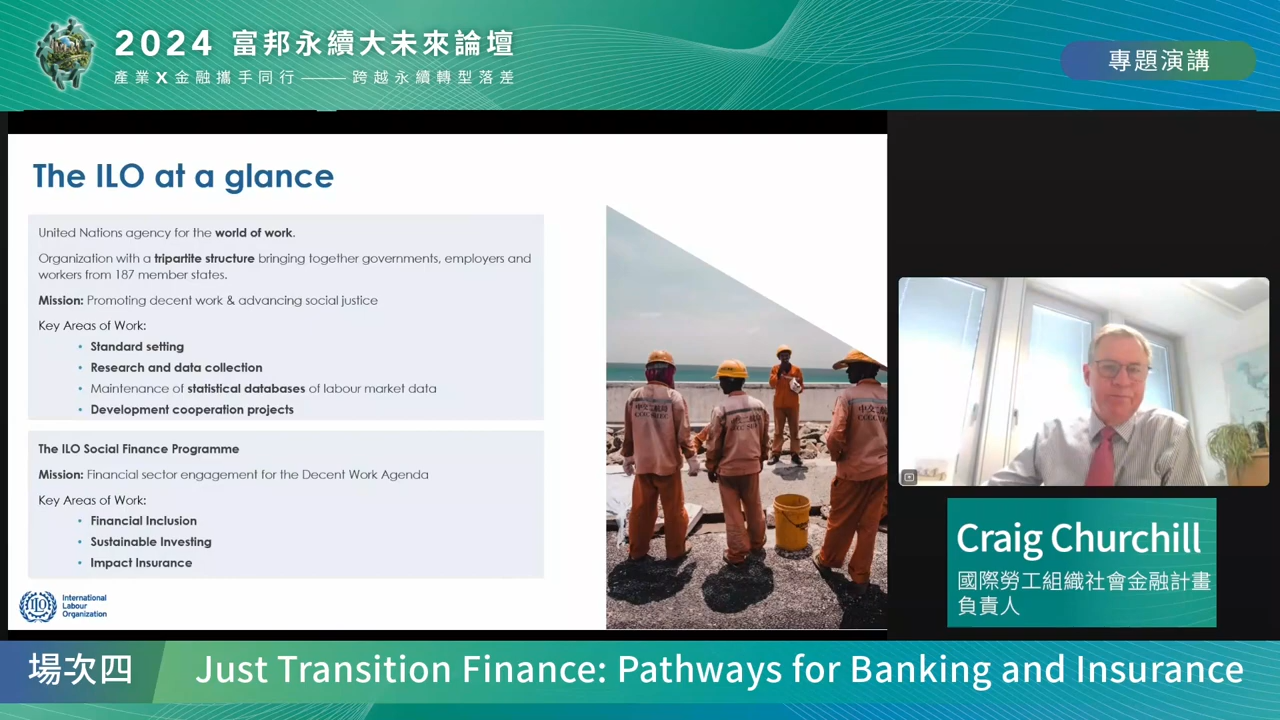 2024 富邦永續大未來論壇
產業 X 金融攜手同行 —— 跨越永續轉型落差
專題演講
The ILO at a glance
United Nations agency for the world of work.
Organization with a tripartite structure bringing together governments, employers and
workers from 187 member states.
Mission: Promoting decent work & advancing social justice
Key Areas of Work:
• Standard setting
• Research and data collection
• Maintenance of statistical databases of labour market data
• Development cooperation projects
The ILO Social Finance Programme
Mission: Financial sector engagement for the Decent Work Agenda
Key Areas of Work:
• Financial Inclusion
• Sustainable Investing
• Impact Insurance
International
Labour
Organization
Craig Churchill
國際勞工組織社會金融計畫
負責人
場次四
Just Transition Finance: Pathways for Banking and Insurance